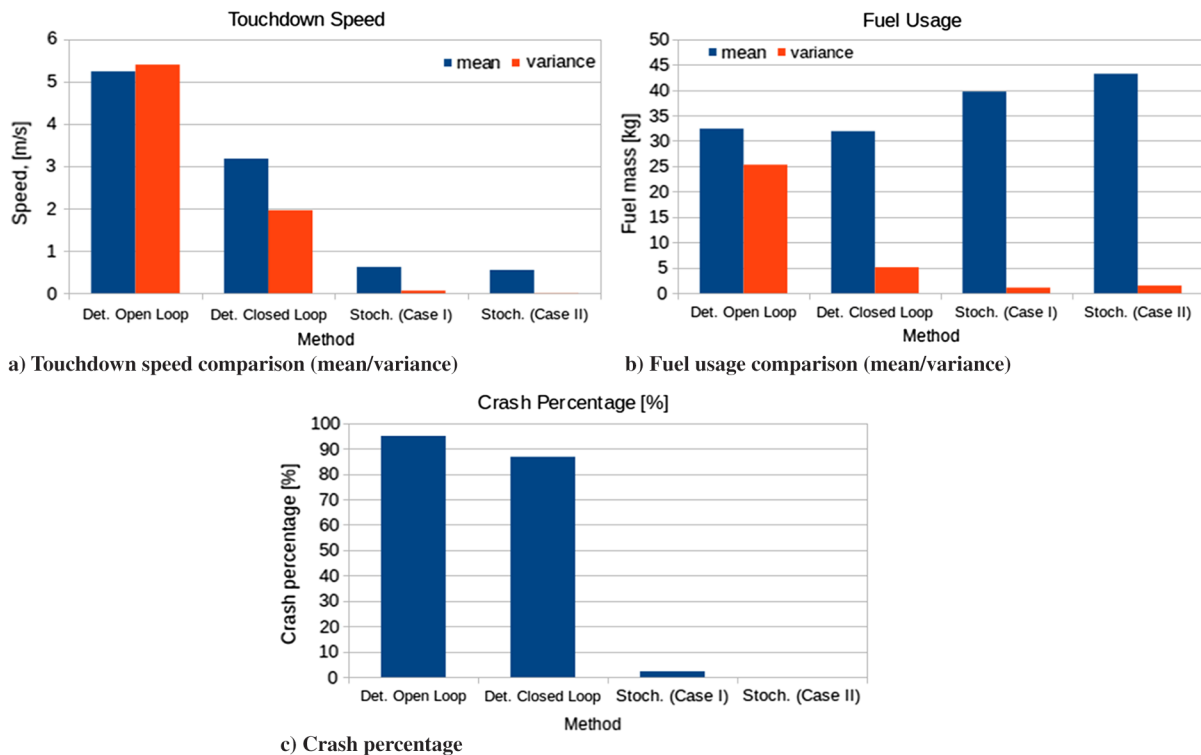 Touchdown Speed
6
5
4
3
2
1
0
Speed, [m/s]
mean variance
Det. Open Loop Det. Closed Loop Stoch. (Case I) Stoch. (Case II)
Method
a) Touchdown speed comparison (mean/variance)
Fuel Usage
50
45
40
35
30
25
20
15
10
5
0
Fuel mass [kg]
mean variance
Det. Open Loop Det. Closed Loop Stoch. (Case I) Stoch. (Case II)
Method
b) Fuel usage comparison (mean/variance)
Crash Percentage [%]
100
90
80
70
60
50
40
30
20
10
0
Crash percentage [%]
Det. Open Loop Det. Closed Loop Stoch. (Case I) Stoch. (Case II)
Method
c) Crash percentage